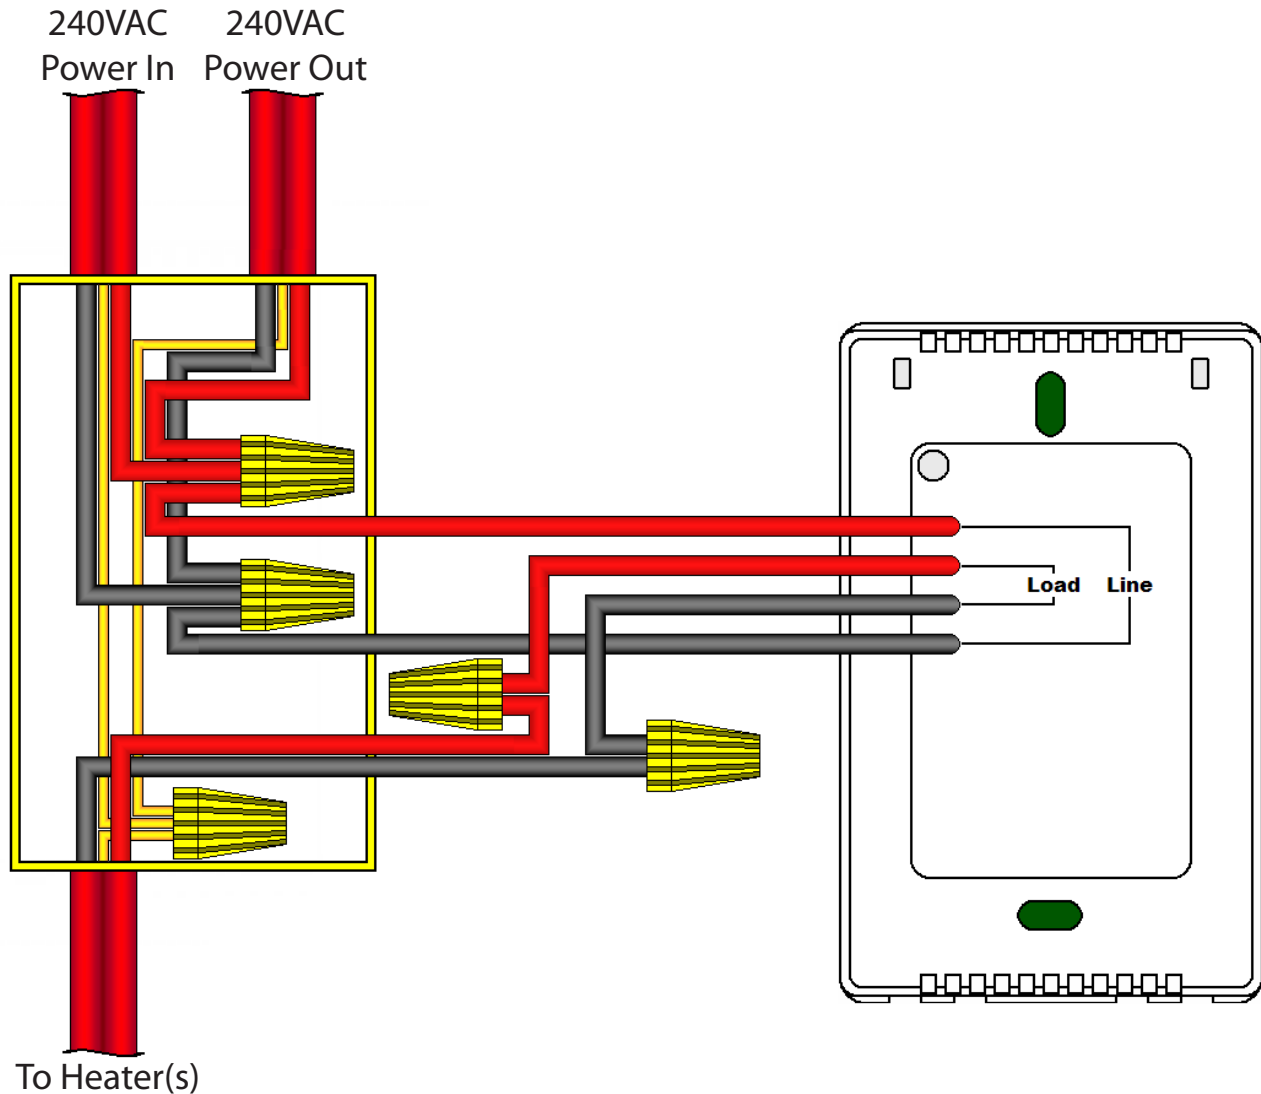 240VAC
Power In
240VAC
Power Out
Load
Line
To Heater(s)